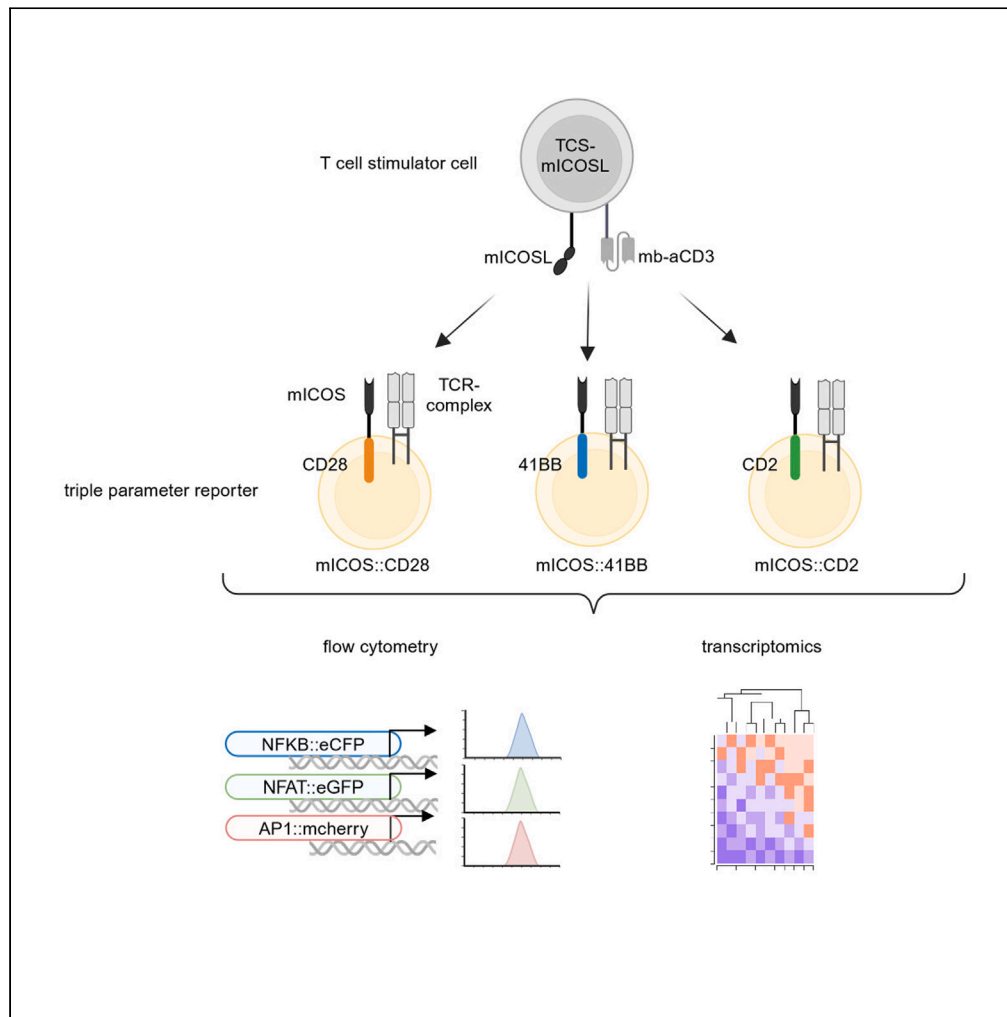 TCS-
mICOSL
T cell stimulator cell
mICOSL
mb-aCD3
mICOS
TCR-
complex
CD28
41BB
CD2
triple parameter reporter
mICOS::CD28
mICOS::41BB
mICOS::CD2
flow cytometry
transcriptomics
NFKB::eCFP
NFAT::eGFP
AP1::mcherry